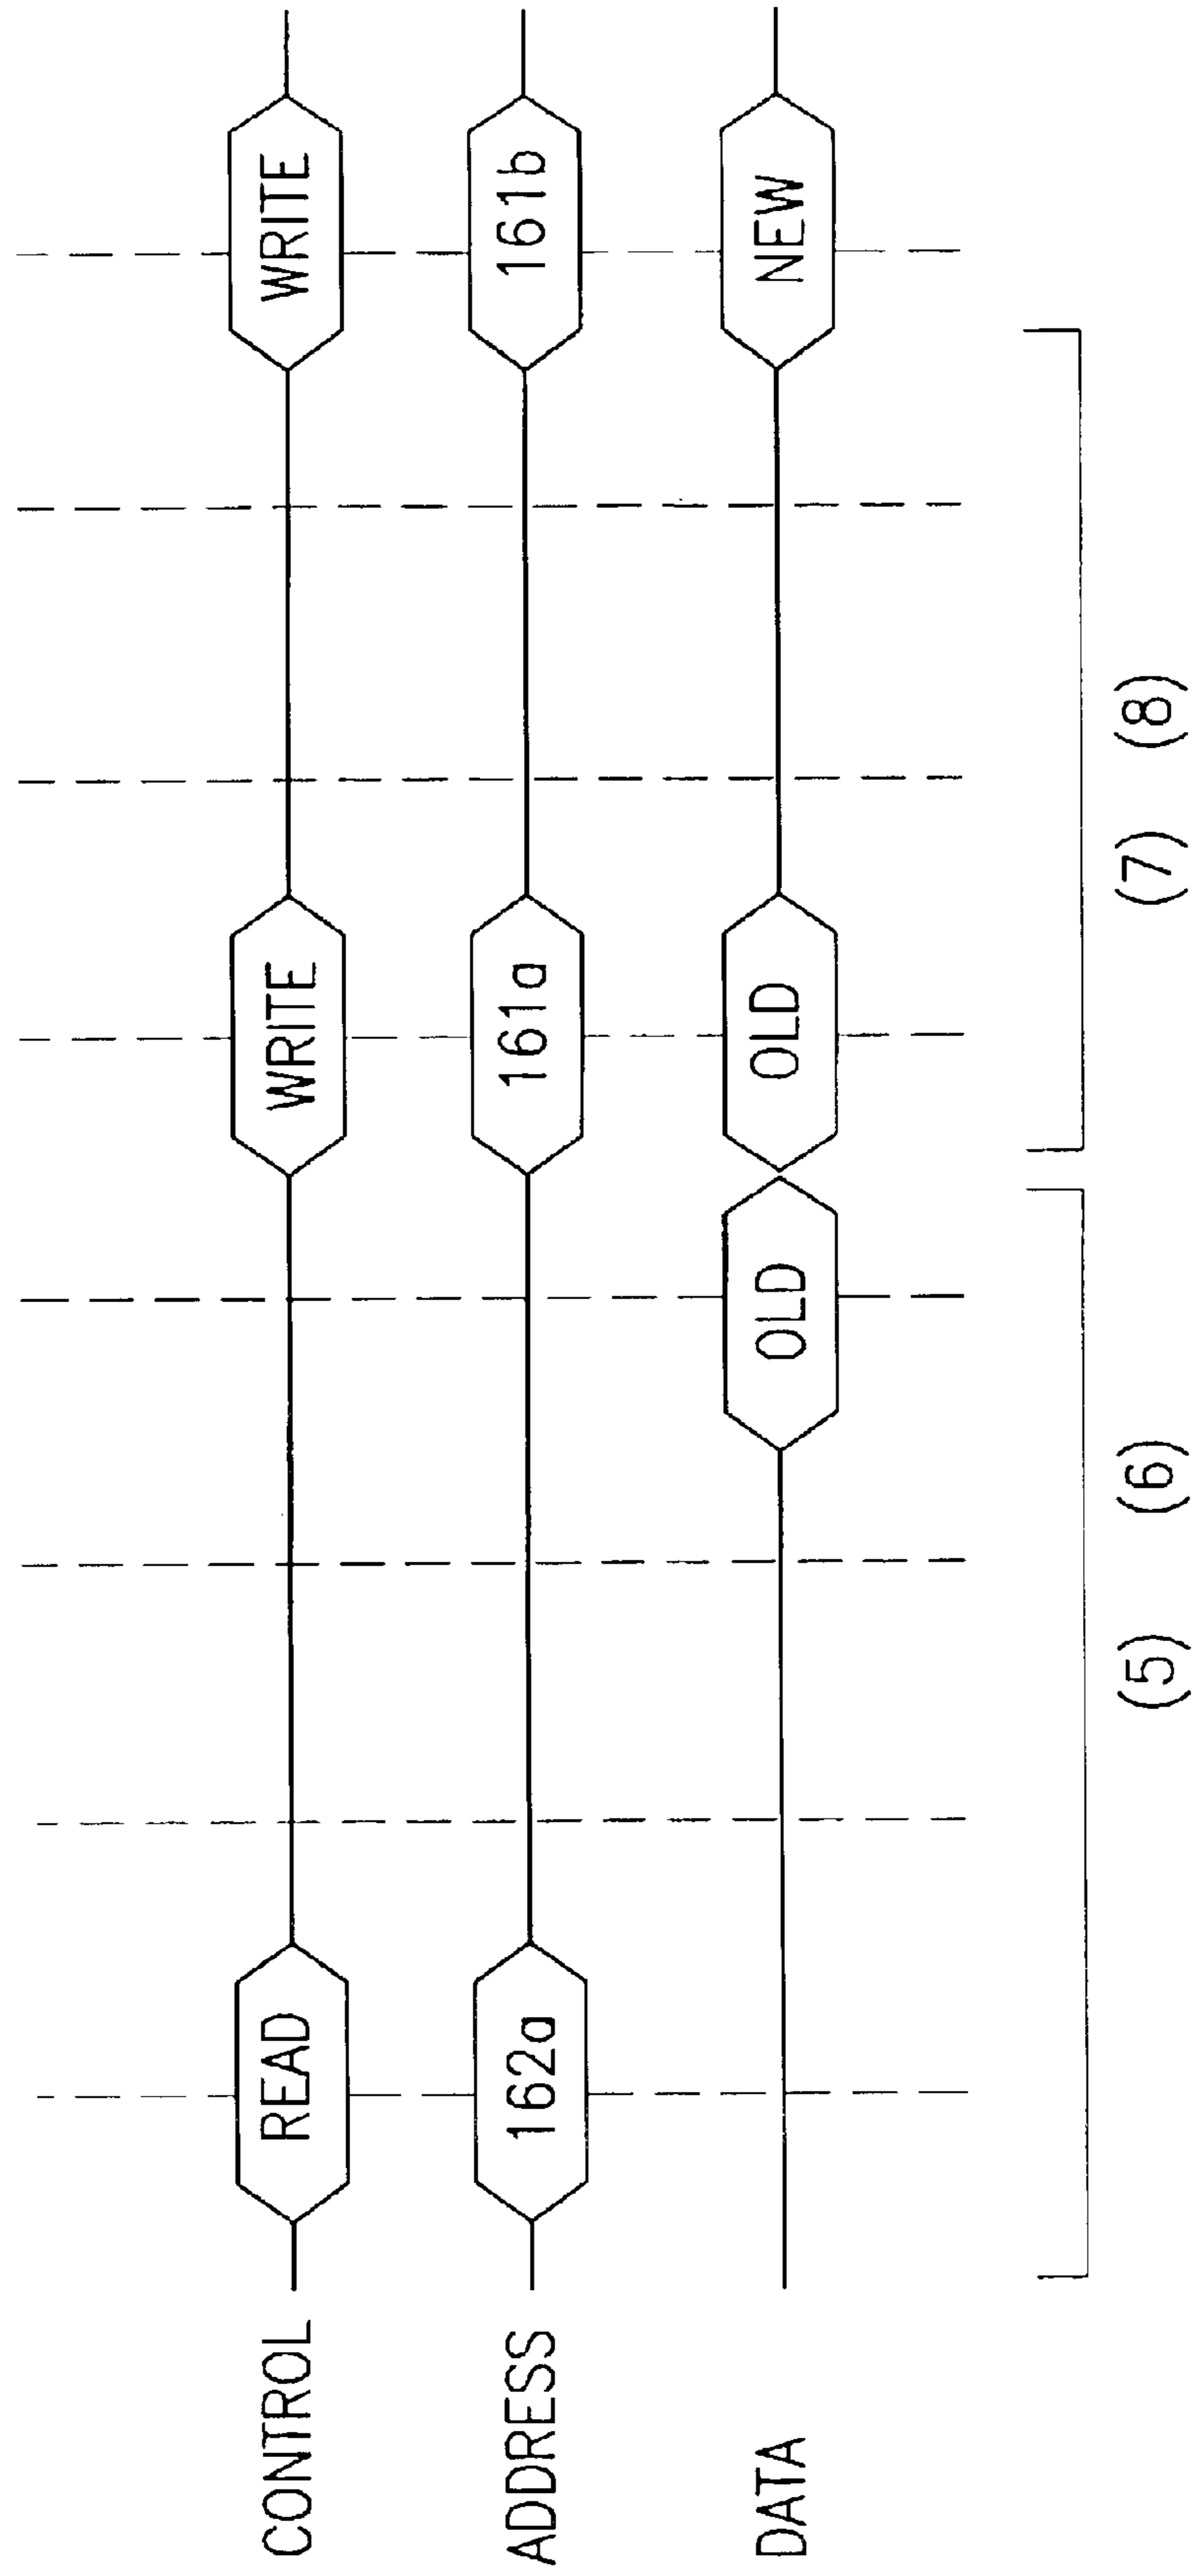 CONTROL READ WRITE WRITE
ADDRESS 162a 161a 161b
DATA OLD OLD NEW
(5) (6) (7) (8)